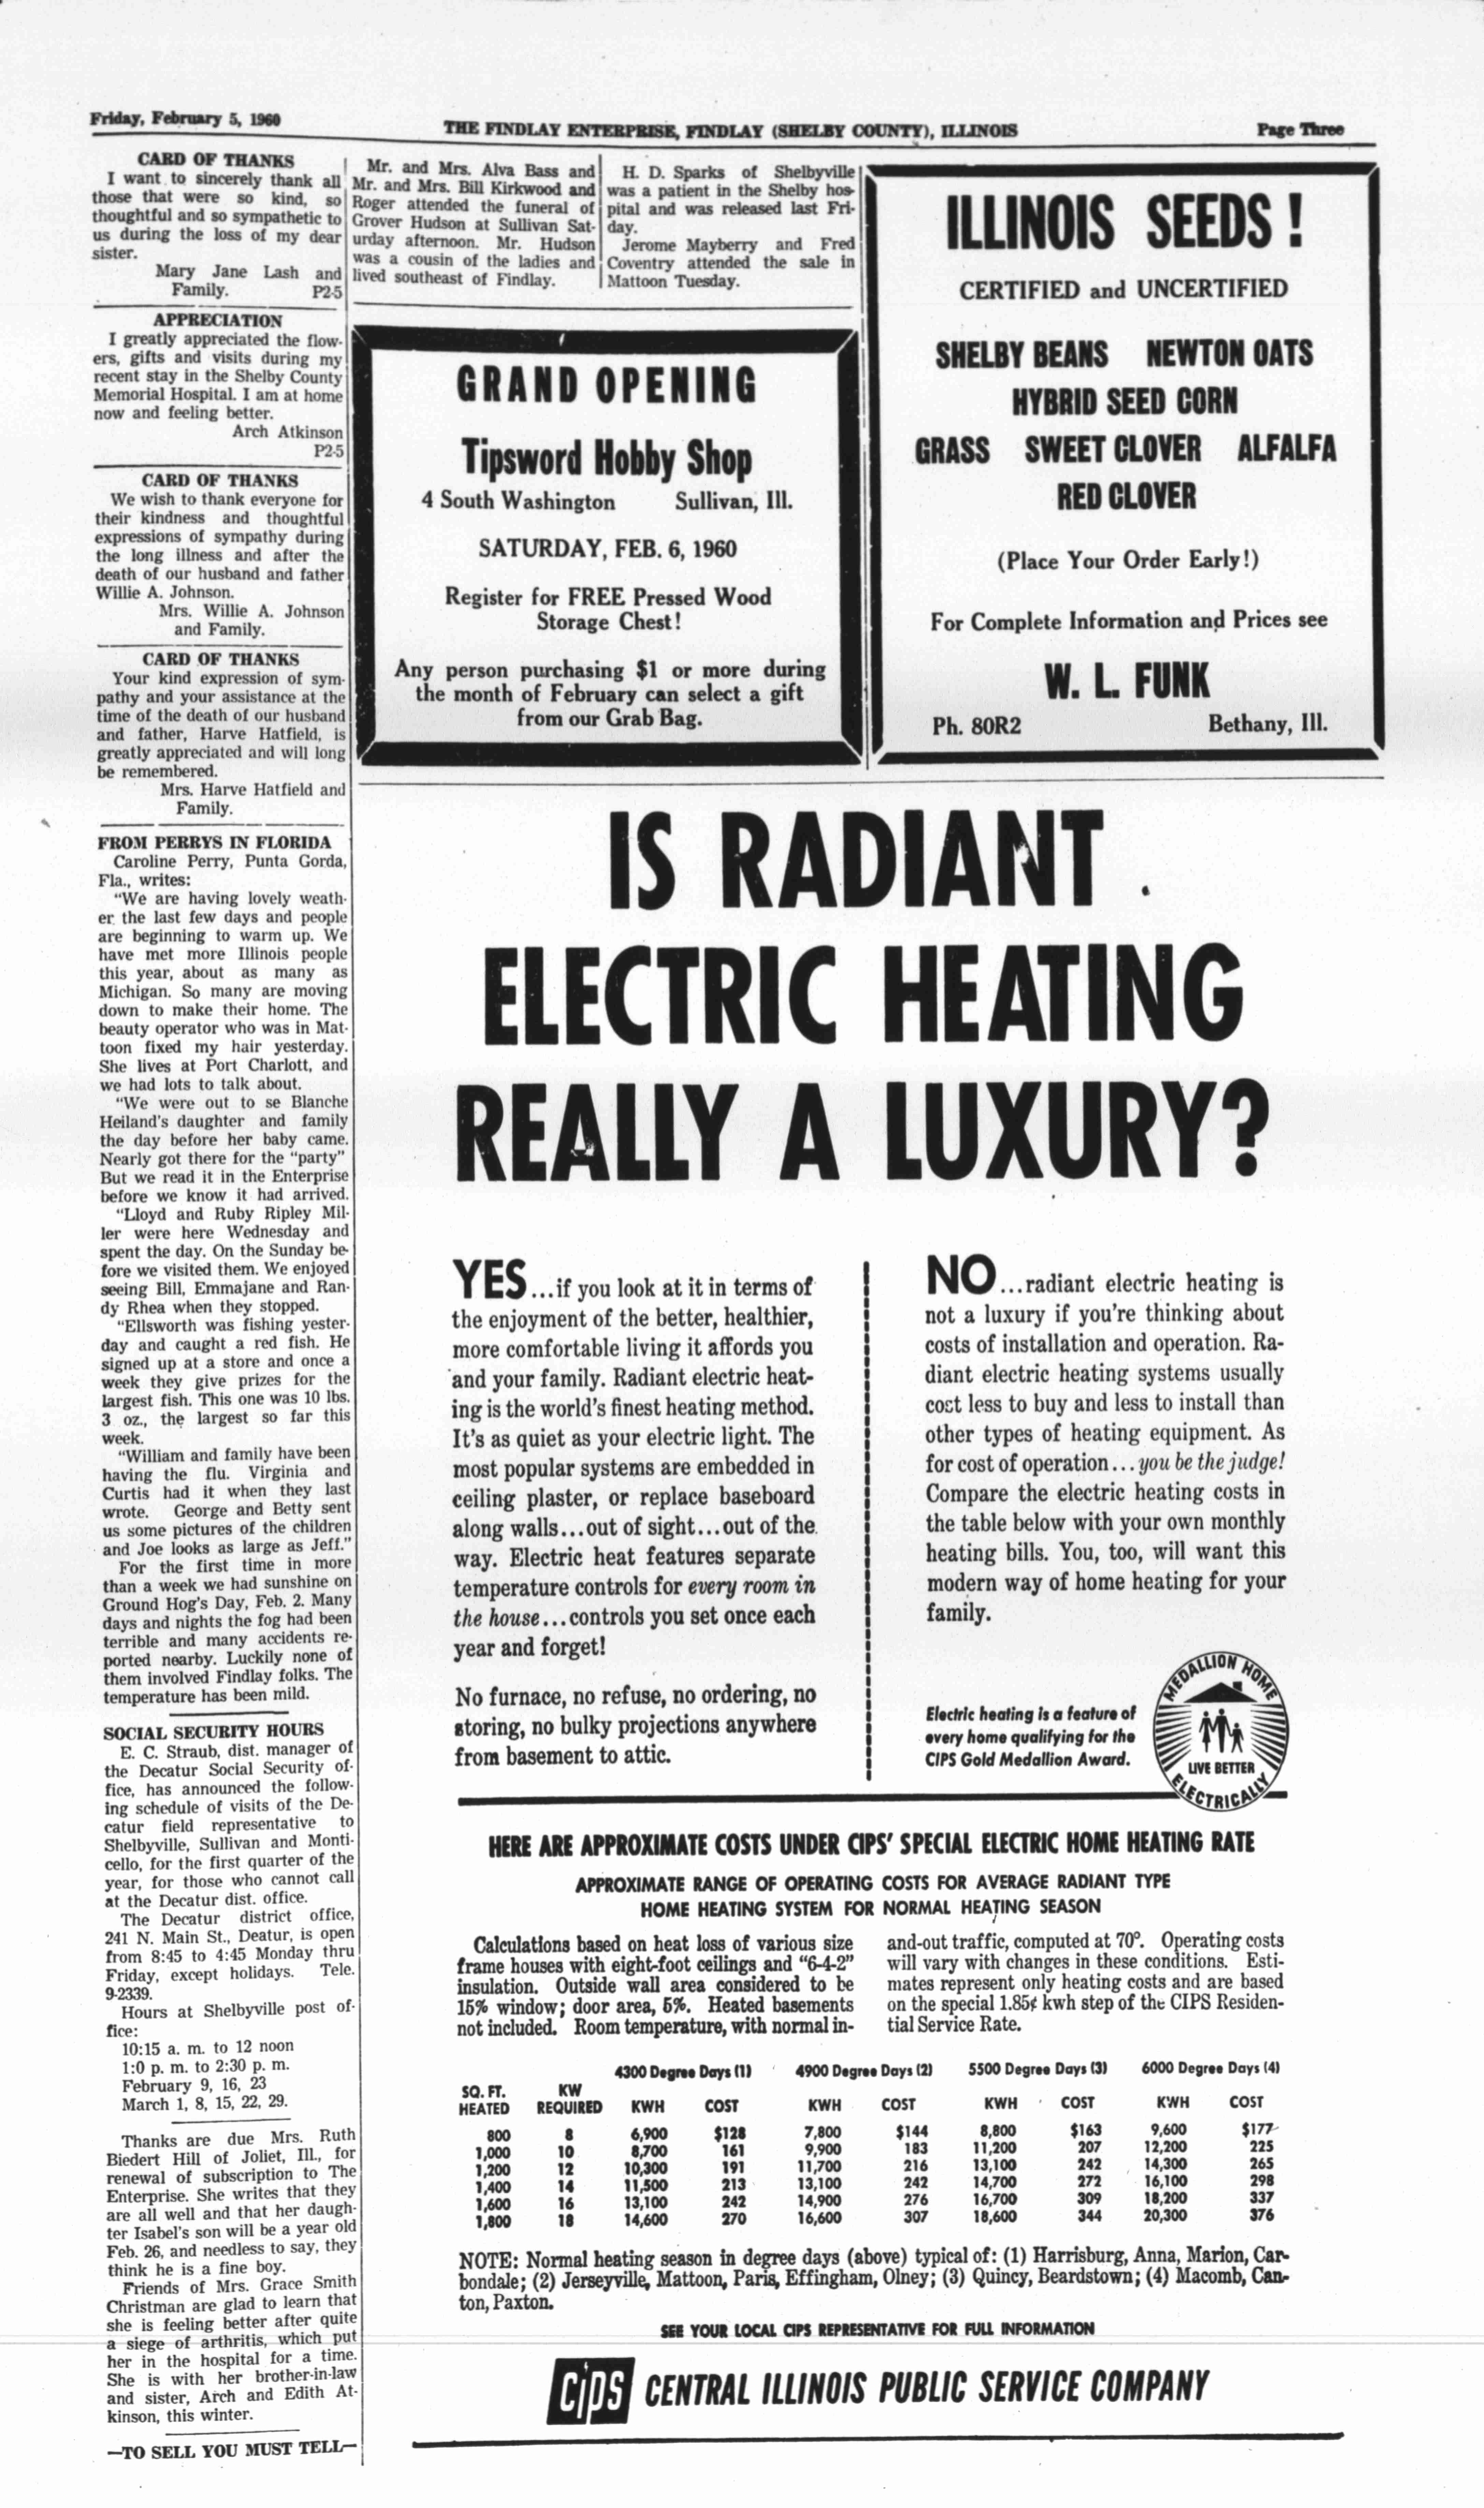 Friday, February 5, 1960
THE FINDLAY ENTERPRISE, FINDLAY (SHELBY COUNTY), ILLINOIS
Page Three
CARD OF THANKS
I want to sincerely thank all
those that were so kind, so
thoughtful and so sympathetic to
us during the loss of my dear
sister.
Mary Jane Lash and
Family. P2-5
APPRECIATION
I greatly appreciated the flow-
ers, gifts and visits during my
recent stay in the Shelby County
Memorial Hospital. I am at home
now and feeling better.
Arch Atkinson
P2-5
CARD OF THANKS
We wish to thank everyone for
their kindness and thoughtful
expressions of sympathy during
the long illness and after the
death of our husband and father
Willie A. Johnson.
Mrs. Willie A. Johnson
and Family.
CARD OF THANKS
Your kind expression of sym-
pathy and your assistance at the
time of the death of our husband
and father, Harve Hatfield, is
greatly appreciated and will long
be remembered.
Mrs. Harve Hatfield and
Family.
FROM PERRYS IN FLORIDA
Caroline Perry, Punta Gorda,
Fla., writes:
"We are having lovely weath-
er the last few days and people
are beginning to warm up. We
have met more Illinois people
this year, about as many as
Michigan. So many are moving
down to make their home. The
beauty operator who was in Mat-
toon fixed my hair yesterday.
She lives at Port Charlott, and
we had lots to talk about.
"We were out to se Blanche
Heiland's daughter and family
the day before her baby came.
Nearly got there for the "party"
But we read it in the Enterprise
before we know it had arrived.
"Lloyd and Ruby Ripley Mil-
ler were here Wednesday and
spent the day. On the Sunday be-
fore we visited them. We enjoyed
seeing Bill, Emmajane and Ran-
dy Rhea when they stopped.
"Ellsworth was fishing yester-
day and caught a red fish. He
signed up at a store and once a
week they give prizes for the
largest fish. This one was 10 lbs.
3 oz., the largest so far this
week.
"William and family have been
having the flu. Virginia and
Curtis had it when they last
wrote. George and Betty sent
us some pictures of the children
and Joe looks as large as Jeff."
For the first time in more
than a week we had sunshine on
Ground Hog's Day, Feb. 2. Many
days and nights the fog had been
terrible and many accidents re-
ported nearby. Luckily none of
them involved Findlay folks. The
temperature has been mild.
SOCIAL SECURITY HOURS
E. C. Straub, dist. manager of
the Decatur Social Security of-
fice, has announced the follow-
ing schedule of visits of the De-
catur field representative to
Shelbyville, Sullivan and Monti-
cello, for the first quarter of the
year, for those who cannot call
at the Decatur dist. office.
The Decatur district office,
241 N. Main St., Deatur, is open
from 8:45 to 4:45 Monday thru
Friday, except holidays. Tele.
9-2339.
Hours at Shelbyville post of-
fice:
10:15 a. m. to 12 noon
1:0 p. m. to 2:30 p. m.
February 9, 16, 23
March 1, 8, 15, 22, 29.
Thanks are due Mrs. Ruth
Biedert Hill of Joliet, Ill., for
renewal of subscription to The
Enterprise. She writes that they
are all well and that her daugh-
ter Isabel's son will be a year old
Feb. 26, and needless to say, they
think he is a fine boy.
Friends of Mrs. Grace Smith
Christman are glad to learn that
she is feeling better after quite
a siege of arthritis, which put
her in the hospital for a time.
She is with her brother-in-law
and sister, Arch and Edith At-
kinson, this winter.
—TO SELL YOU MUST TELL—
Mr. and Mrs. Alva Bass and
Mr. and Mrs. Bill Kirkwood and
Roger attended the funeral of
Grover Hudson at Sullivan Sat-
urday afternoon. Mr. Hudson
was a cousin of the ladies and
lived southeast of Findlay.
H. D. Sparks of Shelbyville
was a patient in the Shelby hos-
pital and was released last Fri-
day.
Jerome Mayberry and Fred
Coventry attended the sale in
Mattoon Tuesday.
GRAND OPENING
Tipsword Hobby Shop
4 South Washington Sullivan, Ill.
SATURDAY, FEB. 6, 1960
Register for FREE Pressed Wood
Storage Chest!
Any person purchasing $1 or more during
the month of February can select a gift
from our Grab Bag.
ILLINOIS SEEDS!
CERTIFIED and UNCERTIFIED
SHELBY BEANS NEWTON OATS
HYBRID SEED CORN
GRASS SWEET CLOVER ALFALFA
RED CLOVER
(Place Your Order Early!)
For Complete Information and Prices see
W. L. FUNK
Ph. 80R2 Bethany, Ill.
IS RADIANT
ELECTRIC HEATING
REALLY A LUXURY?
YES...if you look at it in terms of
the enjoyment of the better, healthier,
more comfortable living it affords you
and your family. Radiant electric heat-
ing is the world's finest heating method.
It's as quiet as your electric light. The
most popular systems are embedded in
ceiling plaster, or replace baseboard
along walls...out of sight...out of the
way. Electric heat features separate
temperature controls for every room in
the house...controls you set once each
year and forget!
No furnace, no refuse, no ordering, no
storing, no bulky projections anywhere
from basement to attic.
NO...radiant electric heating is
not a luxury if you're thinking about
costs of installation and operation. Ra-
diant electric heating systems usually
cost less to buy and less to install than
other types of heating equipment. As
for cost of operation...you be the judge!
Compare the electric heating costs in
the table below with your own monthly
heating bills. You, too, will want this
modern way of home heating for your
family.
Electric heating is a feature of
every home qualifying for the
CIPS Gold Medallion Award.
MEDALLION HOME
LIVE BETTER
ELECTRICALLY
HERE ARE APPROXIMATE COSTS UNDER CIPS' SPECIAL ELECTRIC HOME HEATING RATE
APPROXIMATE RANGE OF OPERATING COSTS FOR AVERAGE RADIANT TYPE
HOME HEATING SYSTEM FOR NORMAL HEATING SEASON
Calculations based on heat loss of various size
frame houses with eight-foot ceilings and "6-4-2"
insulation. Outside wall area considered to be
15% window; door area, 5%. Heated basements
not included. Room temperature, with normal in-
and-out traffic, computed at 70°. Operating costs
will vary with changes in these conditions. Esti-
mates represent only heating costs and are based
on the special 1.85¢ kwh step of the CIPS Residen-
tial Service Rate.
4300 Degree Days (1) 4900 Degree Days (2) 5500 Degree Days (3) 6000 Degree Days (4)
SQ. FT. KW
HEATED REQUIRED KWH COST KWH COST KWH COST KWH COST
800 8 6,900 $128 7,800 $144 8,800 $163 9,600 $177
1,000 10 8,700 161 9,900 183 11,200 207 12,200 225
1,200 12 10,300 191 11,700 216 13,100 242 14,300 265
1,400 14 11,500 213 13,100 242 14,700 272 16,100 298
1,600 16 13,100 242 14,900 276 16,700 309 18,200 337
1,800 18 14,600 270 16,600 307 18,600 344 20,300 376
NOTE: Normal heating season in degree days (above) typical of: (1) Harrisburg, Anna, Marion, Car-
bondale; (2) Jerseyville, Mattoon, Paris, Effingham, Olney; (3) Quincy, Beardstown; (4) Macomb, Can-
ton, Paxton.
SEE YOUR LOCAL CIPS REPRESENTATIVE FOR FULL INFORMATION
CIPS CENTRAL ILLINOIS PUBLIC SERVICE COMPANY